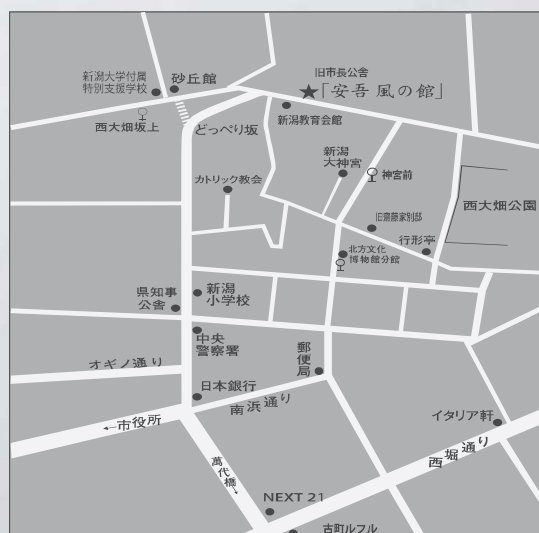 旧市長公舎
★「安吾 風の館」
新潟大学付属
特別支援学校
砂丘館
西大畑坂上
どっぺり坂
新潟教育会館
新潟
大神宮
神宮前
カトリック教会
西大畑公園
旧齋藤家別邸
行形亭
北方文化
博物館分館
県知事
公舎
新潟
小学校
中央
警察署
郵便局
オギノ通り
日本銀行
南浜通り
←市役所
イタリア軒
西堀通り
萬代橋→
NEXT 21
古町ルフル